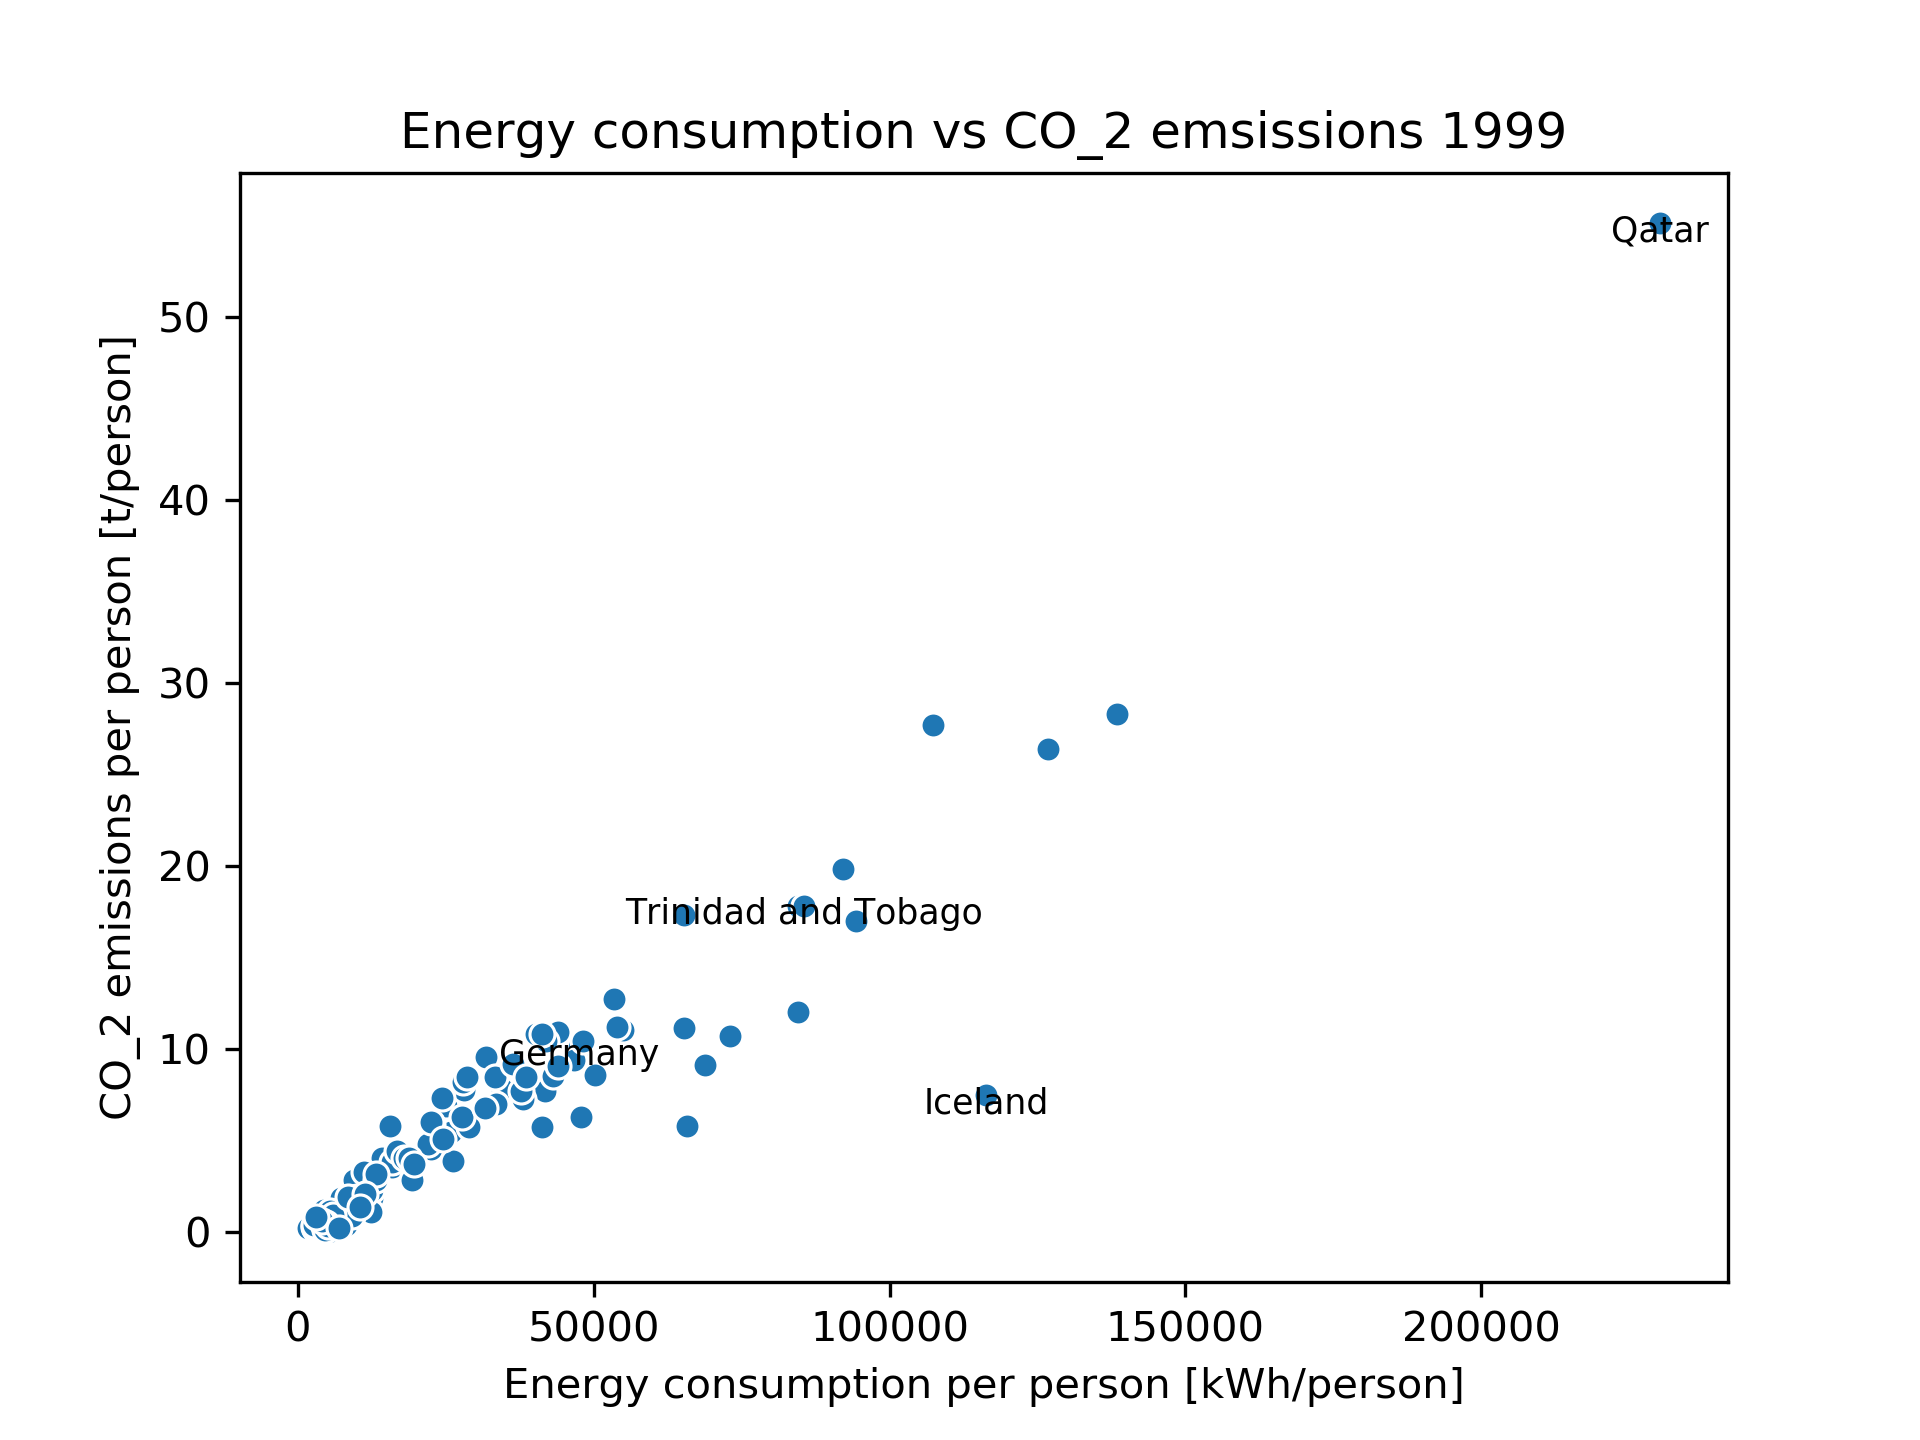 Energy consumption vs CO_2 emsissions 1999
CO_2 emissions per person [t/person]
50
40
30
20
10
0
Qatar
Trinidad and Tobago
Germany
Iceland
0 50000 100000 150000 200000
Energy consumption per person [kWh/person]